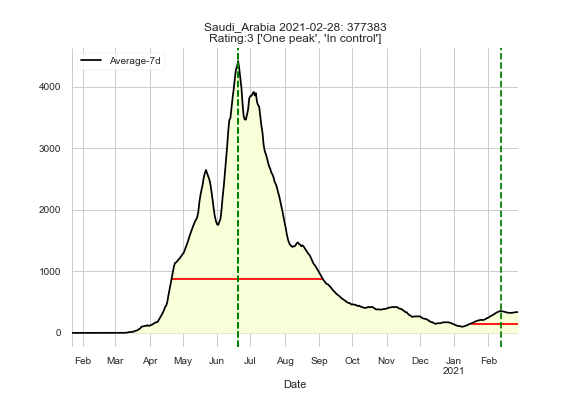 Saudi_Arabia 2021-02-28: 377383
Rating:3 ['One peak', 'In control']
Average-7d
4000
3000
2000
1000
0
Feb Mar Apr May Jun Jul Aug Sep Oct Nov Dec Jan Feb
2021
Date